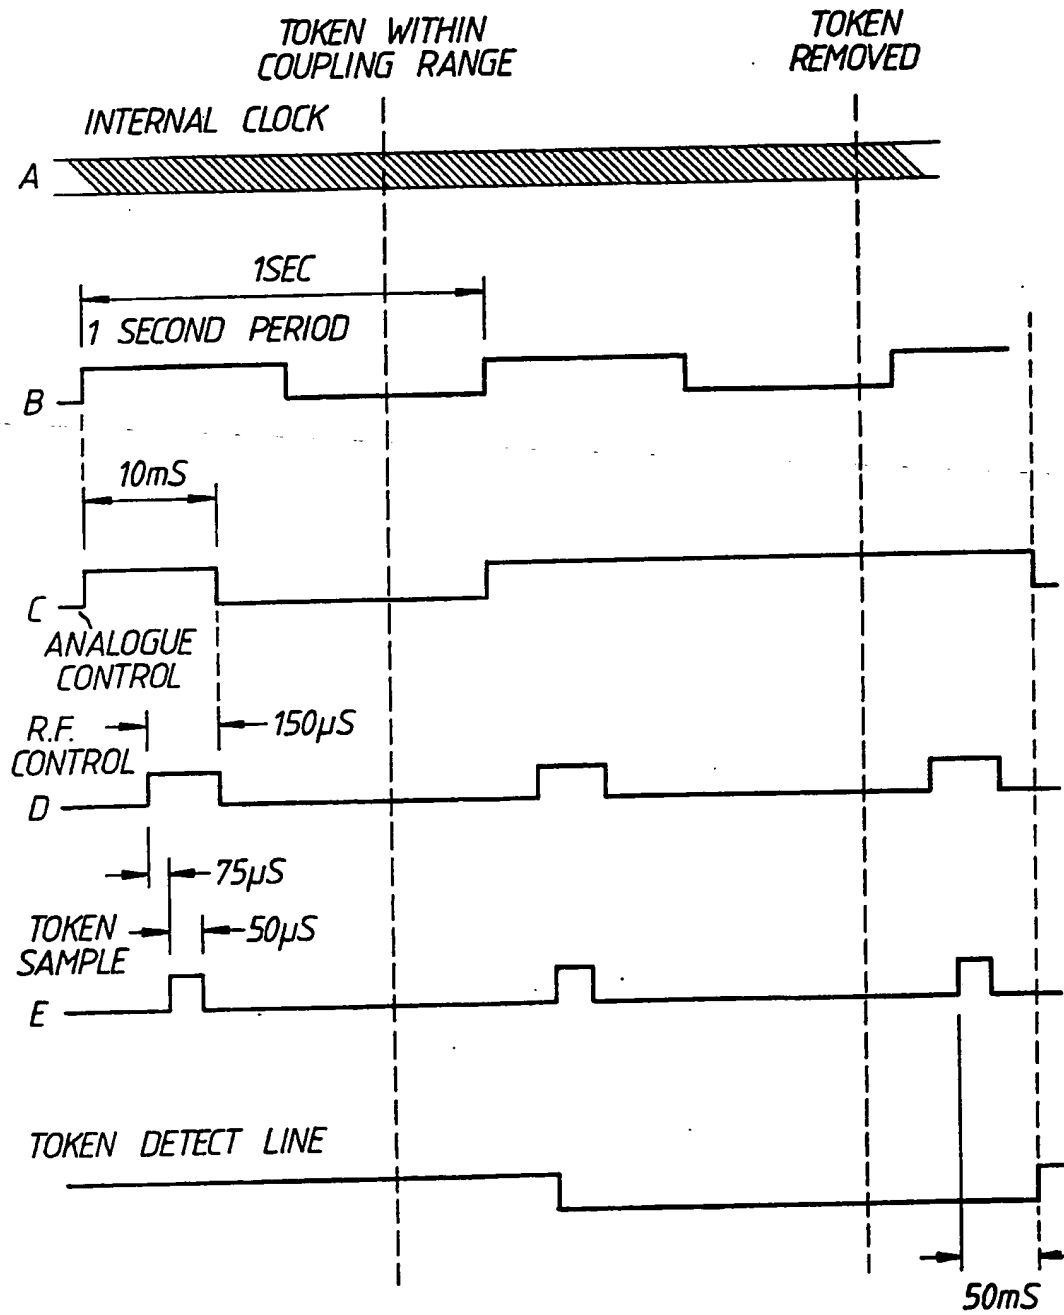 TOKEN WITHIN
COUPLING RANGE
TOKEN
REMOVED
INTERNAL CLOCK
A
1SEC
1 SECOND PERIOD
B
10mS
C
ANALOGUE
CONTROL
R.F.
CONTROL
150µS
D
75µS
TOKEN
SAMPLE
50µS
E
TOKEN DETECT LINE
50mS